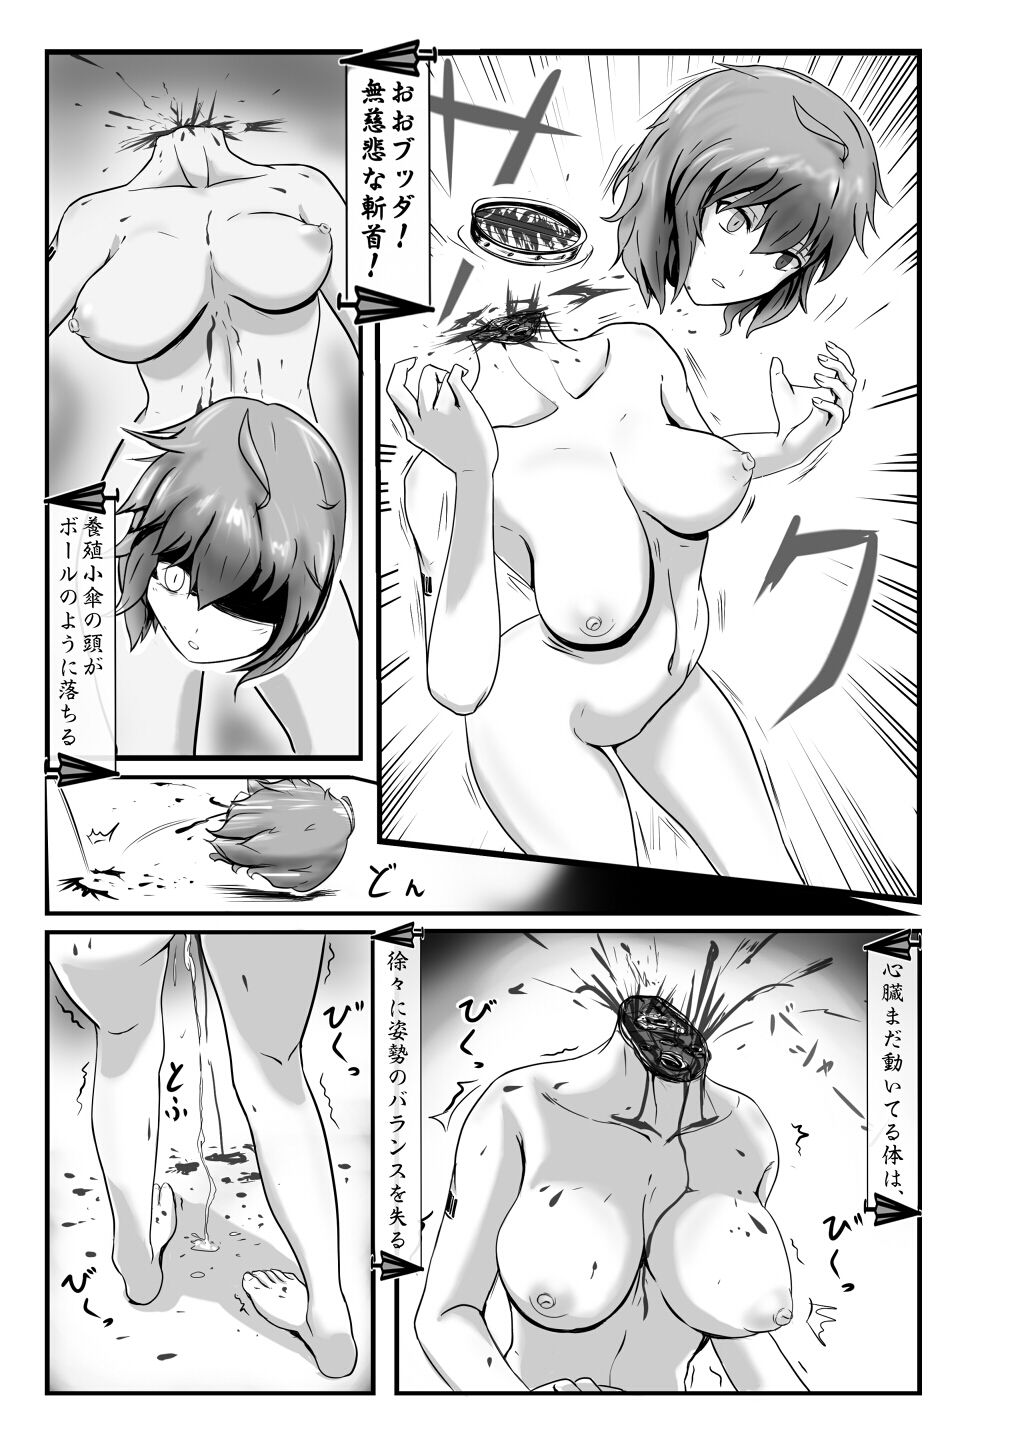 おおブッダ！
無慈悲な斬首！
サ
ク
養殖小傘の頭が
ボールのように落ちる
どん
心臓まだ動いてる体は、
徐々に姿勢のバランスを失る
びくっ
びくっ
びくっ
とふ
びくっ